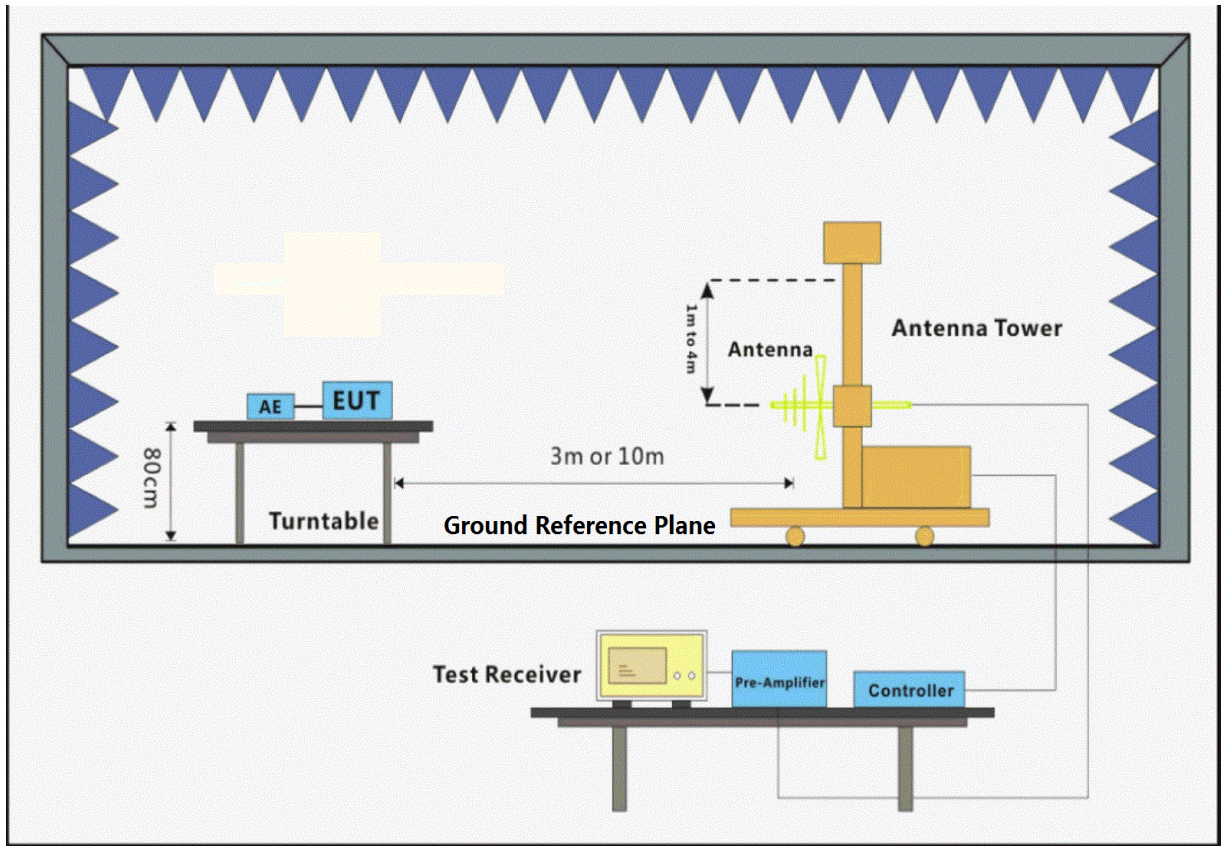 1m to 4m
Antenna Tower
Antenna
AE
EUT
80cm
3m or 10m
Turntable
Ground Reference Plane
Test Receiver
Pre-Amplifier
Controller